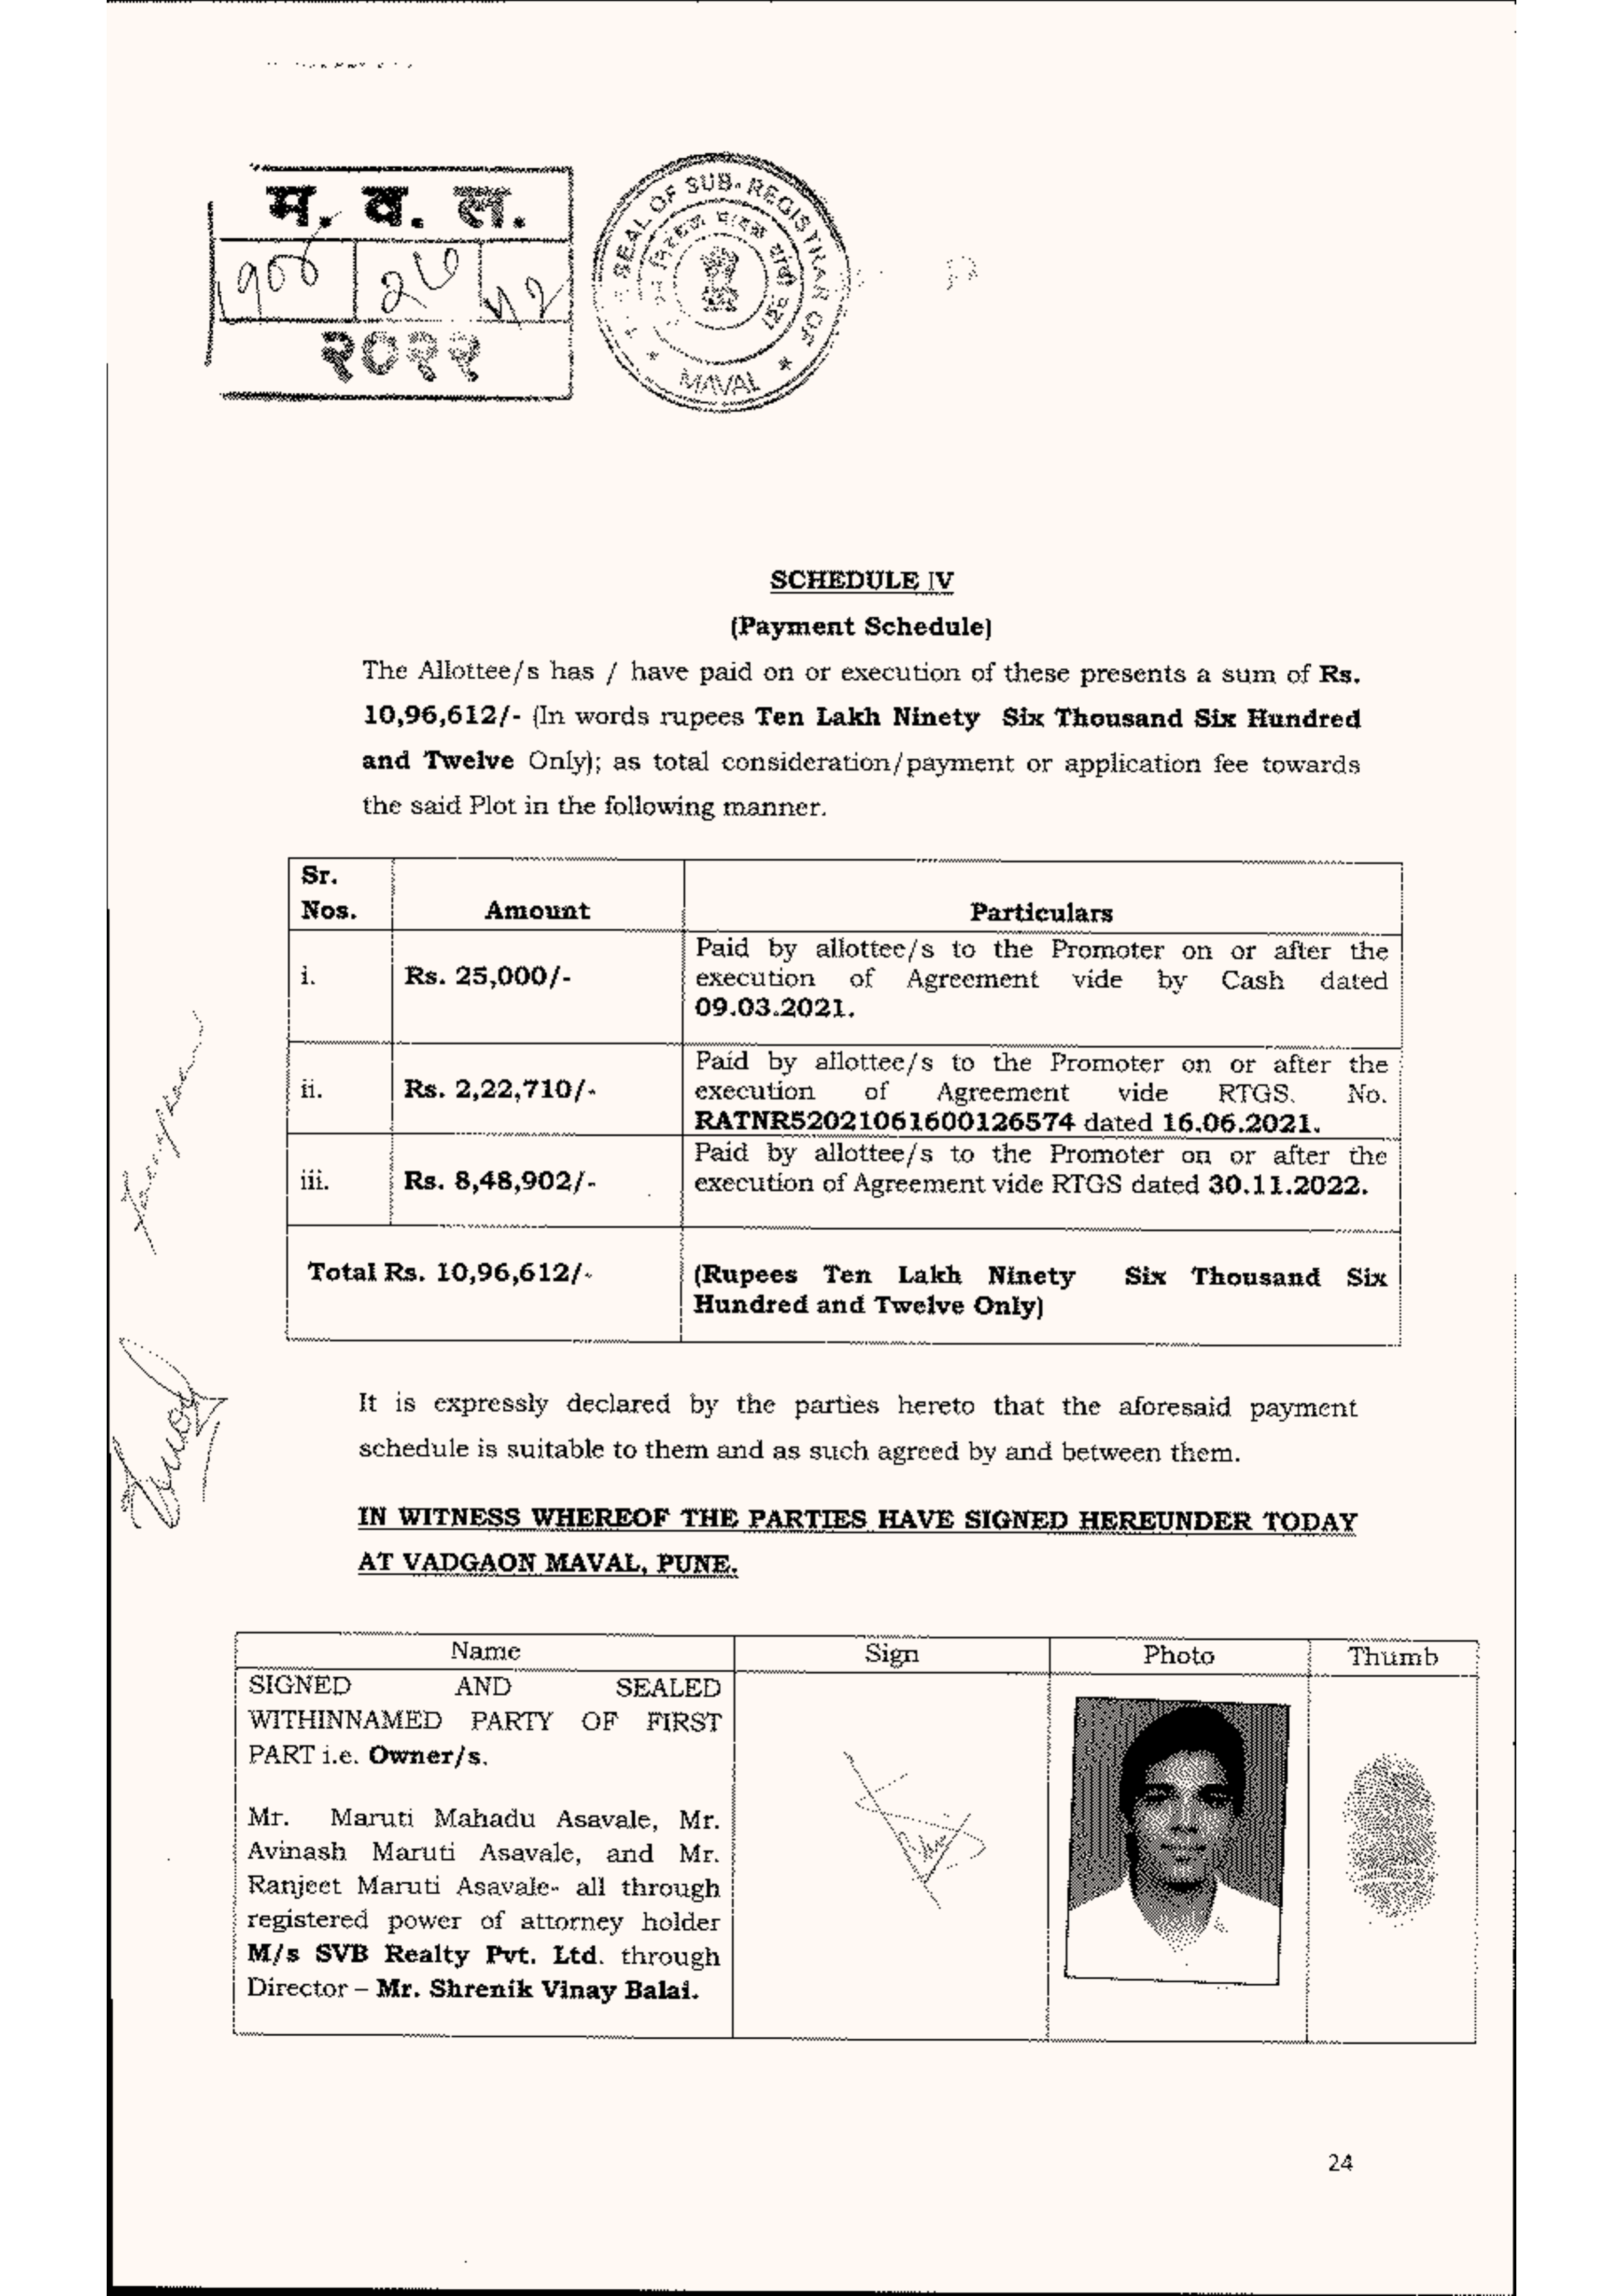 म. व. ल.
२७
५२
२०२२
SEAL OF SUB-REGISTRAR OF
MAVAL
SCHEDULE IV
(Payment Schedule)
The Allottee/s has / have paid on or execution of these presents a sum of Rs.
10,96,612/- (In words rupees Ten Lakh Ninety Six Thousand Six Hundred
and Twelve Only); as total consideration/payment or application fee towards
the said Plot in the following manner.
Sr.
Nos. Amount Particulars
i. Rs. 25,000/- Paid by allottee/s to the Promoter on or after the
execution of Agreement vide by Cash dated
09.03.2021.
ii. Rs. 2,22,710/- Paid by allottee/s to the Promoter on or after the
execution of Agreement vide RTGS. No.
RATNR52021061600126574 dated 16.06.2021.
iii. Rs. 8,48,902/- Paid by allottee/s to the Promoter on or after the
execution of Agreement vide RTGS dated 30.11.2022.
Total Rs. 10,96,612/- (Rupees Ten Lakh Ninety Six Thousand Six
Hundred and Twelve Only)
It is expressly declared by the parties hereto that the aforesaid payment
schedule is suitable to them and as such agreed by and between them.
IN WITNESS WHEREOF THE PARTIES HAVE SIGNED HEREUNDER TODAY
AT VADGAON MAVAL, PUNE.
Name Sign Photo Thumb
SIGNED AND SEALED
WITHINNAMED PARTY OF FIRST
PART i.e. Owner/s.
Mr. Maruti Mahadu Asavale, Mr.
Avinash Maruti Asavale, and Mr.
Ranjeet Maruti Asavale- all through
registered power of attorney holder
M/s SVB Realty Pvt. Ltd. through
Director – Mr. Shrenik Vinay Balai.
24